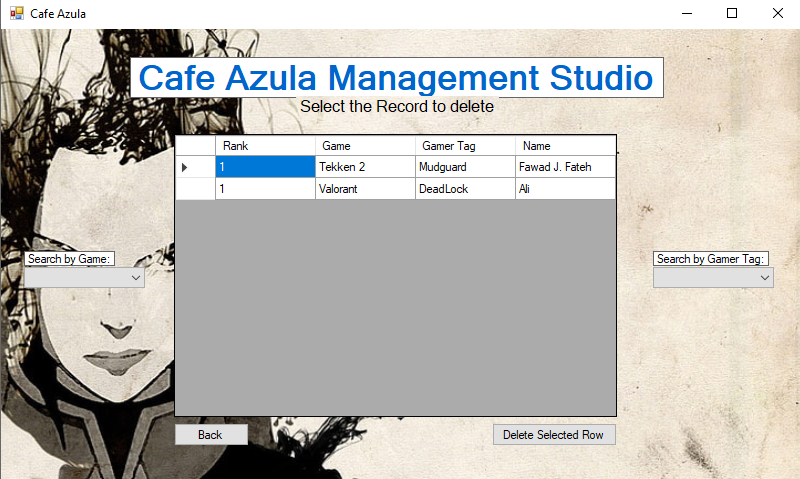 Cafe Azula
Cafe Azula Management Studio
Select the Record to delete
Rank Game Gamer Tag Name
1 Tekken 2 Mudguard Fawad J. Fateh
1 Valorant DeadLock Ali
Search by Game:
Search by Gamer Tag:
Back
Delete Selected Row